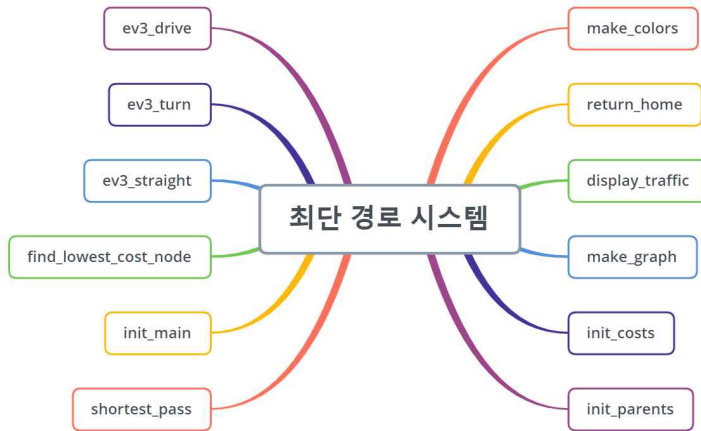 ev3_drive
ev3_turn
ev3_straight
find_lowest_cost_node
init_main
shortest_pass
최단 경로 시스템
make_colors
return_home
display_traffic
make_graph
init_costs
init_parents